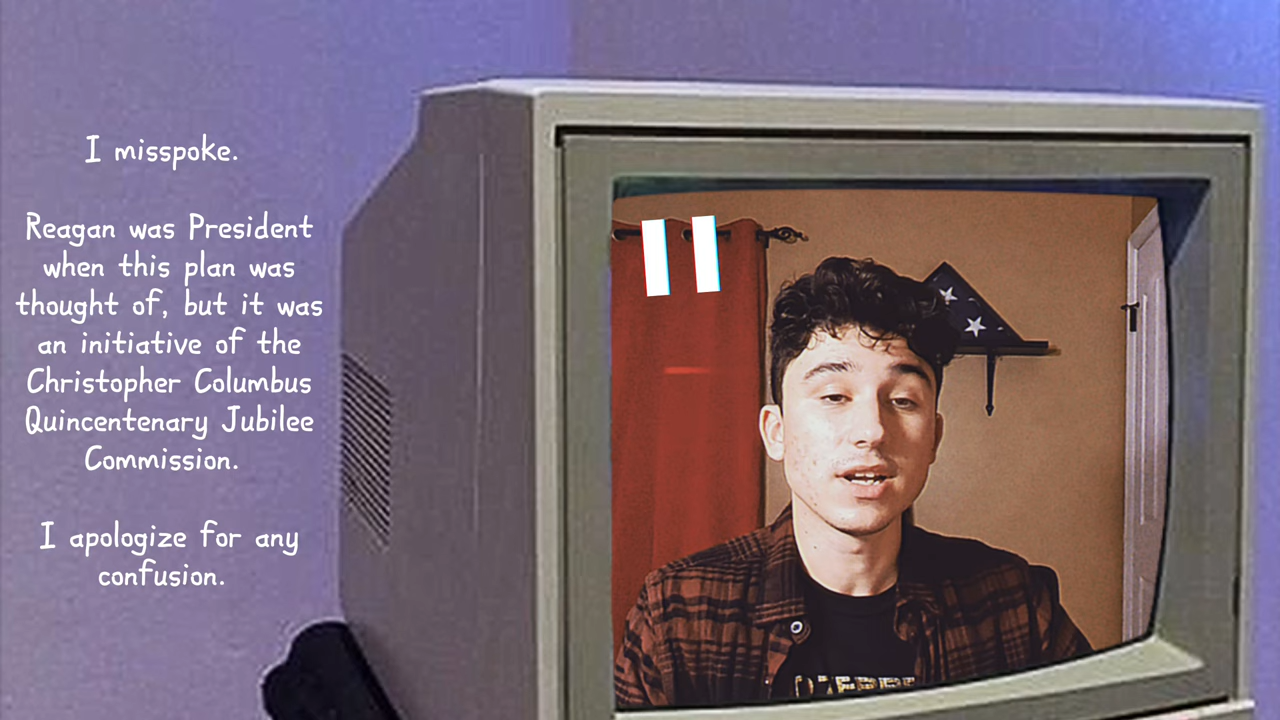 I misspoke.
Reagan was President
when this plan was
thought of, but it was
an initiative of the
Christopher Columbus
Quincentenary Jubilee
Commission.
I apologize for any
confusion.